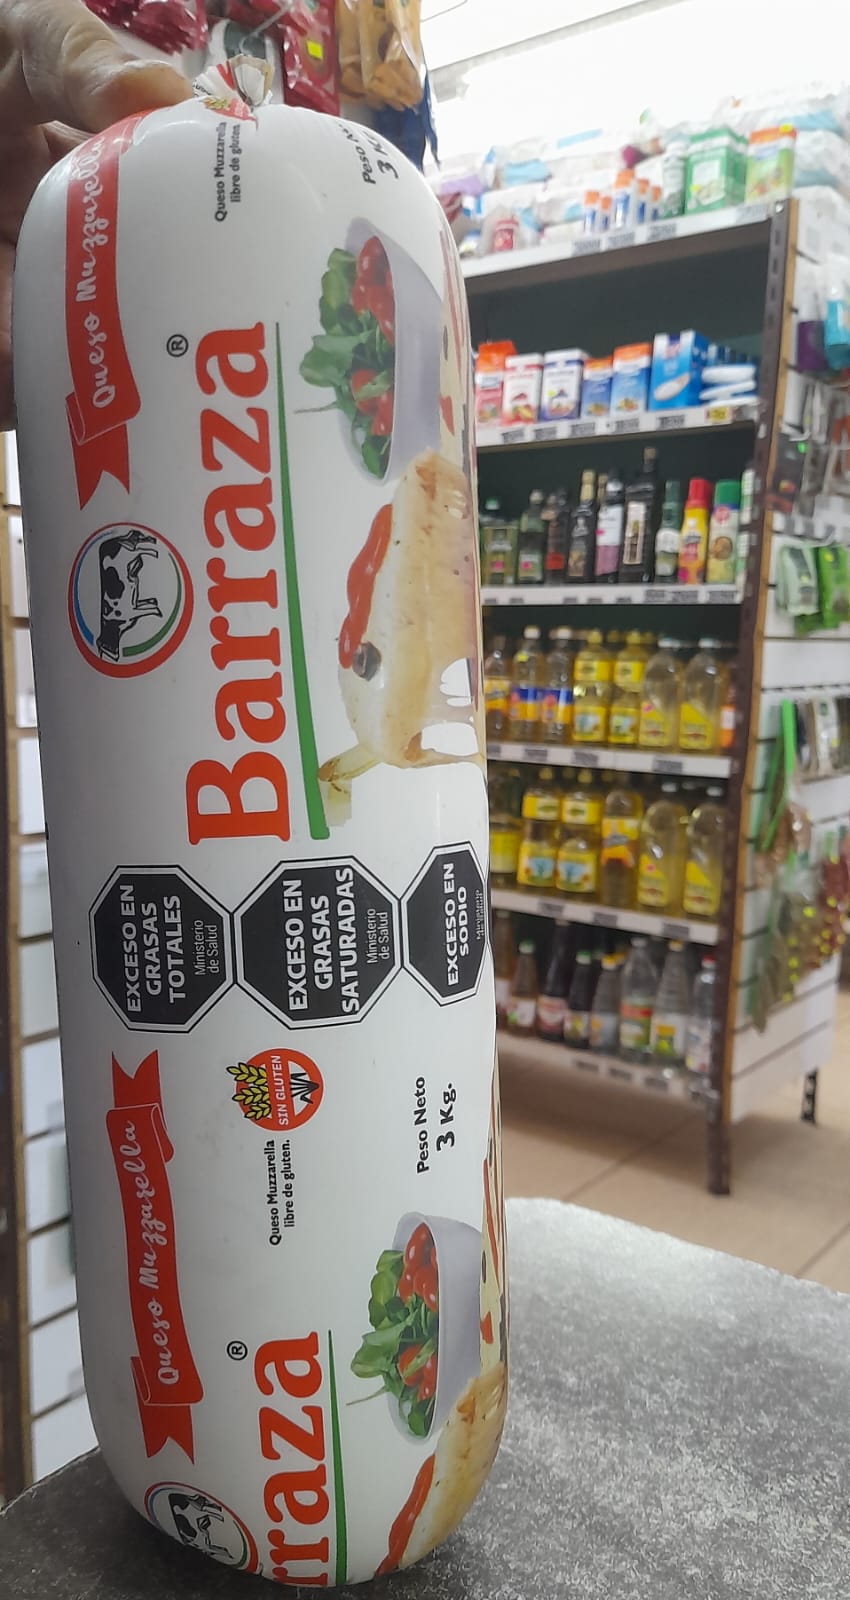 Queso Muzzarella
Queso Muzzarella
libre de gluten
Peso
3
Barraza
®
EXCESO EN
GRASAS
TOTALES
Ministerio
de Salud
EXCESO EN
GRASAS
SATURADAS
Ministerio
de Salud
EXCESO EN
SODIO
Queso Muzzarella
SIN GLUTEN
Queso Muzzarella
libre de gluten.
Peso Neto
3 Kg.
rraza
®